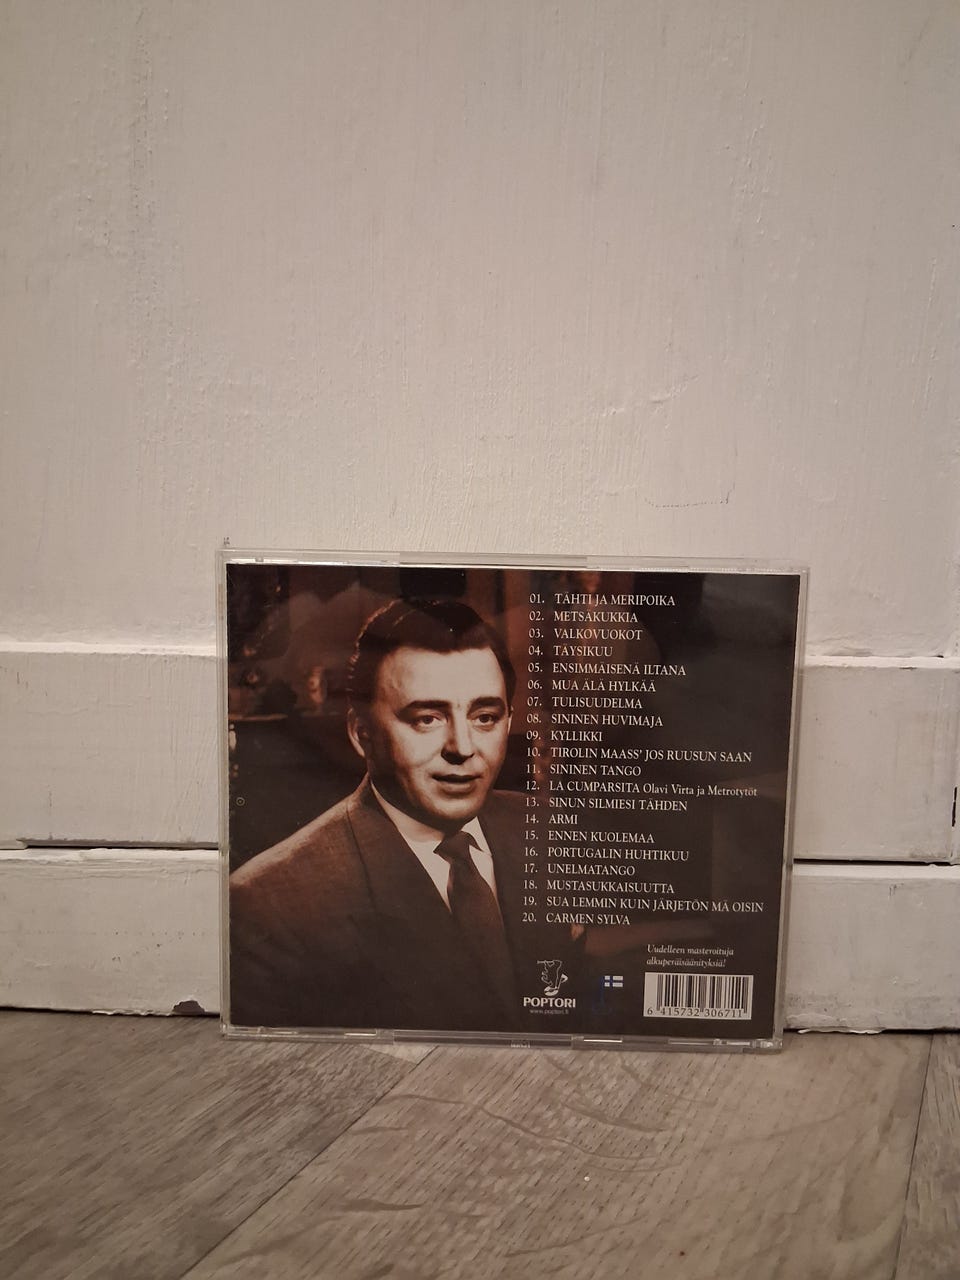 01. TÄHTI JA MERIPOIKA
02. METSÄKUKKIA
03. VALKOVUOKOT
04. TÄYSIKUU
05. ENSIMMÄISENÄ ILTANA
06. MUA ÄLÄ HYLKÄÄ
07. TULISUUDELMA
08. SININEN HUVIMAJA
09. KYLLIKKI
10. TIROLIN MAASS' JOS RUUSUN SAAN
11. SININEN TANGO
12. LA CUMPARSITA Olavi Virta ja Metrotytöt
13. SINUN SILMIESI TÄHDEN
14. ARMI
15. ENNEN KUOLEMAA
16. PORTUGALIN HUHTIKUU
17. UNELMATANGO
18. MUSTASUKKAISUUTTA
19. SUA LEMMIN KUIN JÄRJETÖN MÄ OISIN
20. CARMEN SYLVA
Uudelleen masteroituja
alkuperäisäänityksiä!
POPTORI
www.poptori.fi
6 415732 306711